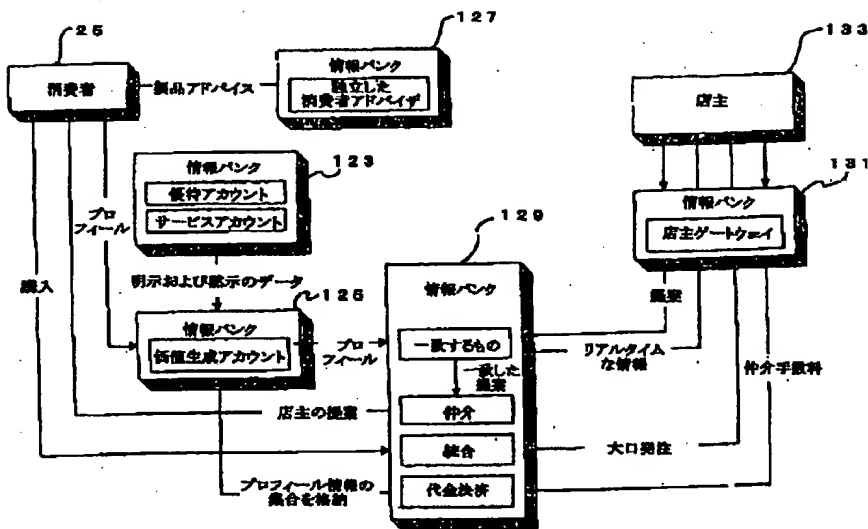 25
消費者
製品アドバイス
127
情報バンク
独立した
消費者アドバイザ
133
店主
123
情報バンク
優待アカウント
サービスアカウント
131
情報バンク
店主ゲートウェイ
プロ
フィール
購入
明示および黙示のデータ
125
情報バンク
価値生成アカウント
プロ
フィール
129
情報バンク
一致するもの
一致した
提案
仲介
統合
代金決済
提案
リアルタイム
な情報
仲介手数料
店主の提案
大口発注
プロフィール情報の
集合を格納